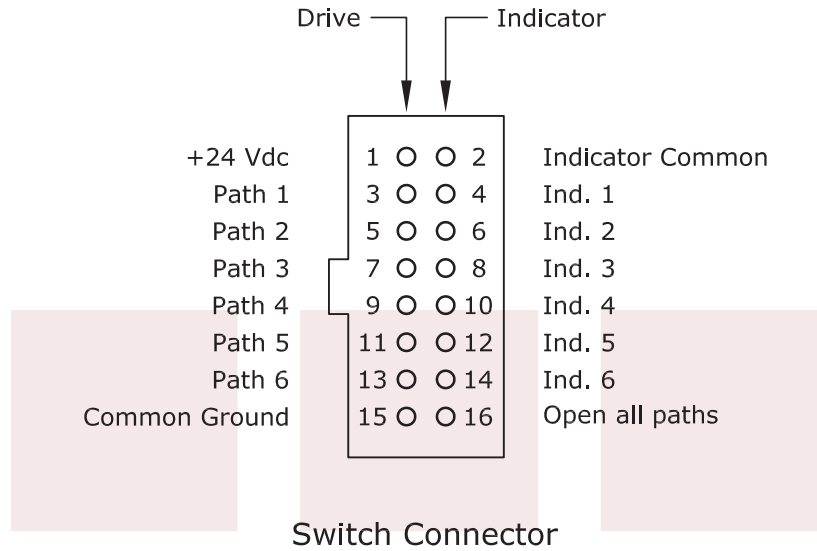 Drive Indicator
+24 Vdc 1 2 Indicator Common
Path 1 3 4 Ind. 1
Path 2 5 6 Ind. 2
Path 3 7 8 Ind. 3
Path 4 9 10 Ind. 4
Path 5 11 12 Ind. 5
Path 6 13 14 Ind. 6
Common Ground 15 16 Open all paths
Switch Connector